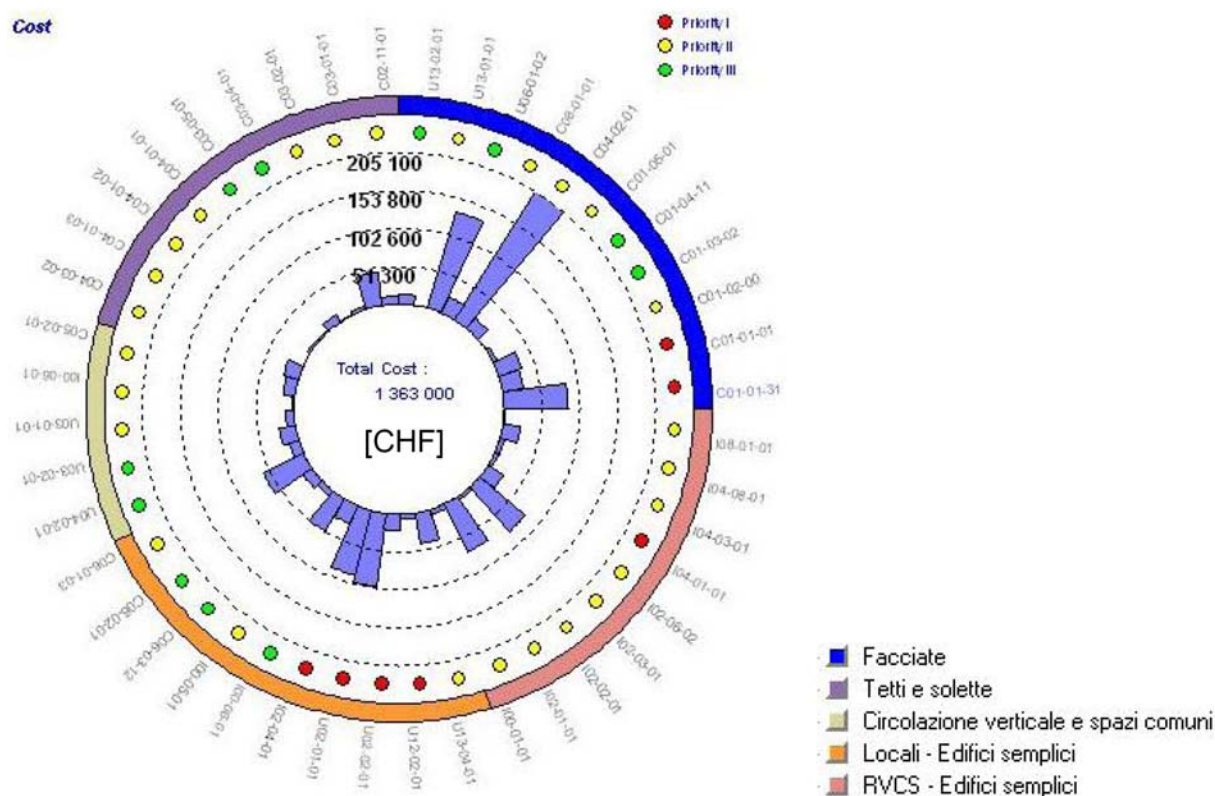 Cost
Priority I
Priority II
Priority III
C02-11-01
U13-02-01
U13-01-01
U06-01-02
C08-01-01
C04-02-01
C01-05-01
C01-04-11
C01-03-02
C01-02-00
C01-01-01
C01-01-31
I08-01-01
I04-08-01
I04-03-01
I04-01-01
I02-06-02
I02-03-01
I02-02-01
I02-01-01
I00-01-01
U13-04-01
U12-02-01
U02-02-01
U02-01-01
I02-04-01
I00-06-01
I00-05-01
C06-03-12
C06-02-01
C06-01-03
U04-02-01
U03-02-01
U03-01-01
I00-06-01
C05-02-01
C04-03-02
C04-01-03
C04-01-02
C04-01-01
C03-05-01
C03-04-01
C03-02-01
C03-01-01
205 100
153 800
102 600
51 300
Total Cost :
1 363 000
[CHF]
Facciate
Tetti e solette
Circolazione verticale e spazi comuni
Locali - Edifici semplici
RVCS - Edifici semplici